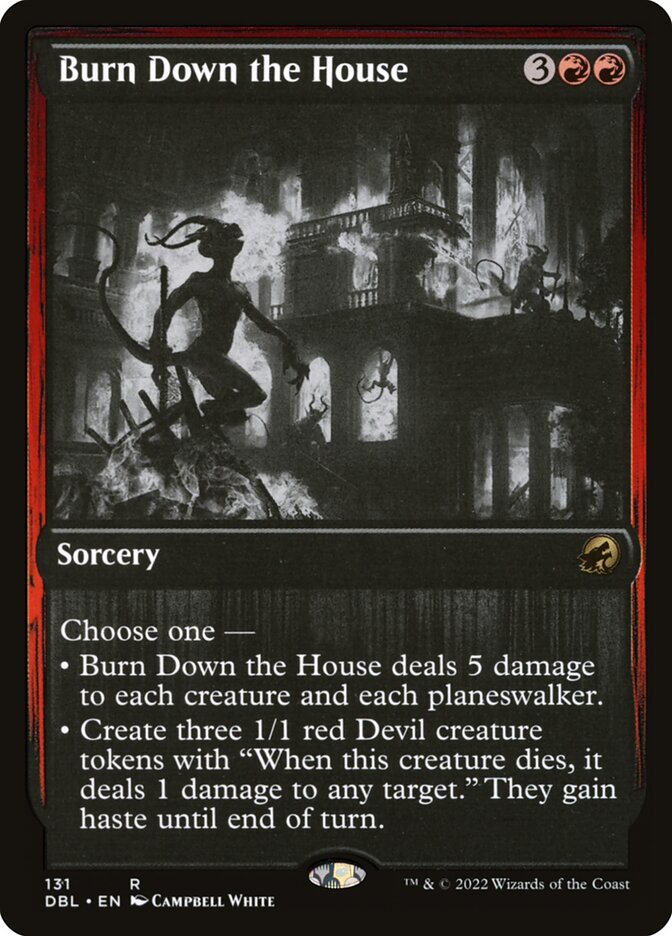 Burn Down the House 3
Sorcery
Choose one —
• Burn Down the House deals 5 damage
to each creature and each planeswalker.
• Create three 1/1 red Devil creature
tokens with “When this creature dies, it
deals 1 damage to any target.” They gain
haste until end of turn.
131 R
DBL • EN Campbell White
™ & © 2022 Wizards of the Coast